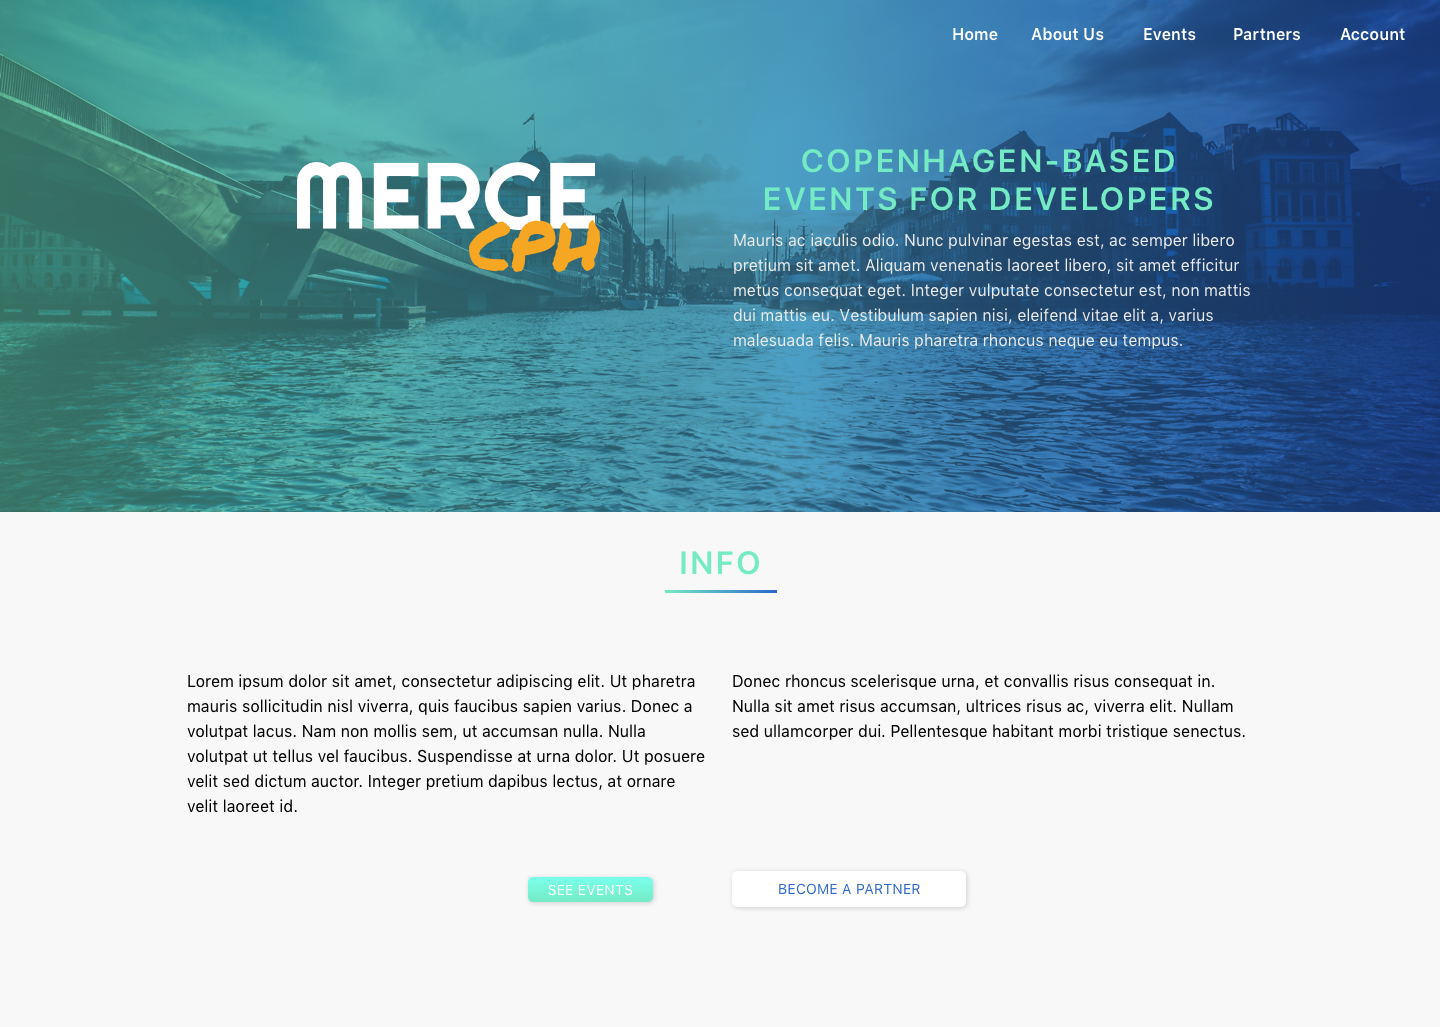 Home About Us Events Partners Account
MERGE
CPH
COPENHAGEN-BASED
EVENTS FOR DEVELOPERS
Mauris ac iaculis odio. Nunc pulvinar egestas est, ac semper libero
pretium sit amet. Aliquam venenatis laoreet libero, sit amet efficitur
metus consequat eget. Integer vulputate consectetur est, non mattis
dui mattis eu. Vestibulum sapien nisi, eleifend vitae elit a, varius
malesuada felis. Mauris pharetra rhoncus neque eu tempus.
INFO
Lorem ipsum dolor sit amet, consectetur adipiscing elit. Ut pharetra
mauris sollicitudin nisl viverra, quis faucibus sapien varius. Donec a
volutpat lacus. Nam non mollis sem, ut accumsan nulla. Nulla
volutpat ut tellus vel faucibus. Suspendisse at urna dolor. Ut posuere
velit sed dictum auctor. Integer pretium dapibus lectus, at ornare
velit laoreet id.
Donec rhoncus scelerisque urna, et convallis risus consequat in.
Nulla sit amet risus accumsan, ultrices risus ac, viverra elit. Nullam
sed ullamcorper dui. Pellentesque habitant morbi tristique senectus.
SEE EVENTS
BECOME A PARTNER